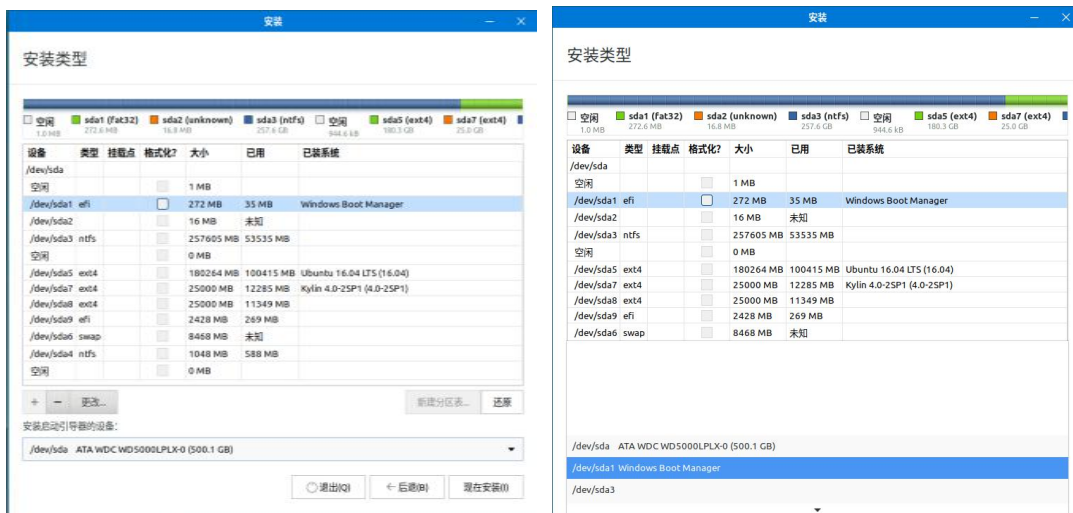 安装
安装类型
空闲 sda1 (fat32) sda2 (unknown) sda3 (ntfs) 空闲 sda5 (ext4) sda7 (ext4)
1.0 MB 272.6 MB 16.8 MB 257.6 GB 944.6 kB 180.3 GB 25.0 GB
设备 类型 挂载点 格式化? 大小 已用 已装系统
/dev/sda
空闲 1 MB
/dev/sda1 efi 272 MB 35 MB Windows Boot Manager
/dev/sda2 16 MB 未知
/dev/sda3 ntfs 257605 MB 53535 MB
空闲 0 MB
/dev/sda5 ext4 180264 MB 100415 MB Ubuntu 16.04 LTS (16.04)
/dev/sda7 ext4 25000 MB 12285 MB Kylin 4.0-2SP1 (4.0-2SP1)
/dev/sda8 ext4 25000 MB 11349 MB
/dev/sda9 efi 2428 MB 269 MB
/dev/sda6 swap 8468 MB 未知
/dev/sda4 ntfs 1048 MB 588 MB
空闲 0 MB
+ − 更改... 新建分区表... 还原
安装启动引导器的设备:
/dev/sda ATA WDC WD5000LPLX-0 (500.1 GB)
退出(Q) 后退(B) 现在安装(I)
安装
安装类型
空闲 sda1 (fat32) sda2 (unknown) sda3 (ntfs) 空闲 sda5 (ext4) sda7 (ext4)
1.0 MB 272.6 MB 16.8 MB 257.6 GB 944.6 kB 180.3 GB 25.0 GB
设备 类型 挂载点 格式化? 大小 已用 已装系统
/dev/sda
空闲 1 MB
/dev/sda1 efi 272 MB 35 MB Windows Boot Manager
/dev/sda2 16 MB 未知
/dev/sda3 ntfs 257605 MB 53535 MB
空闲 0 MB
/dev/sda5 ext4 180264 MB 100415 MB Ubuntu 16.04 LTS (16.04)
/dev/sda7 ext4 25000 MB 12285 MB Kylin 4.0-2SP1 (4.0-2SP1)
/dev/sda8 ext4 25000 MB 11349 MB
/dev/sda9 efi 2428 MB 269 MB
/dev/sda6 swap 8468 MB 未知
/dev/sda ATA WDC WD5000LPLX-0 (500.1 GB)
/dev/sda1 Windows Boot Manager
/dev/sda3